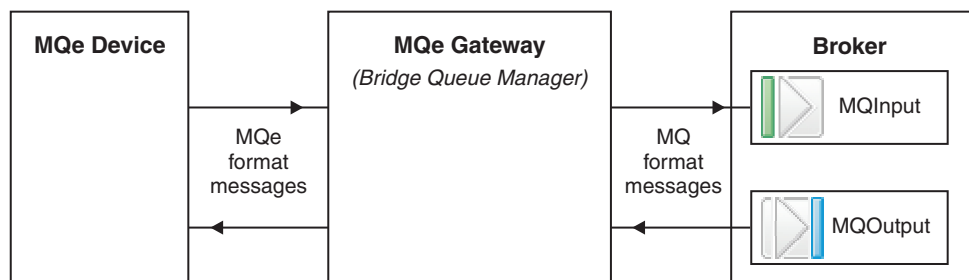 MQe Device
MQe Gateway
(Bridge Queue Manager)
Broker
MQInput
MQe
format
messages
MQ
format
messages
MQOutput